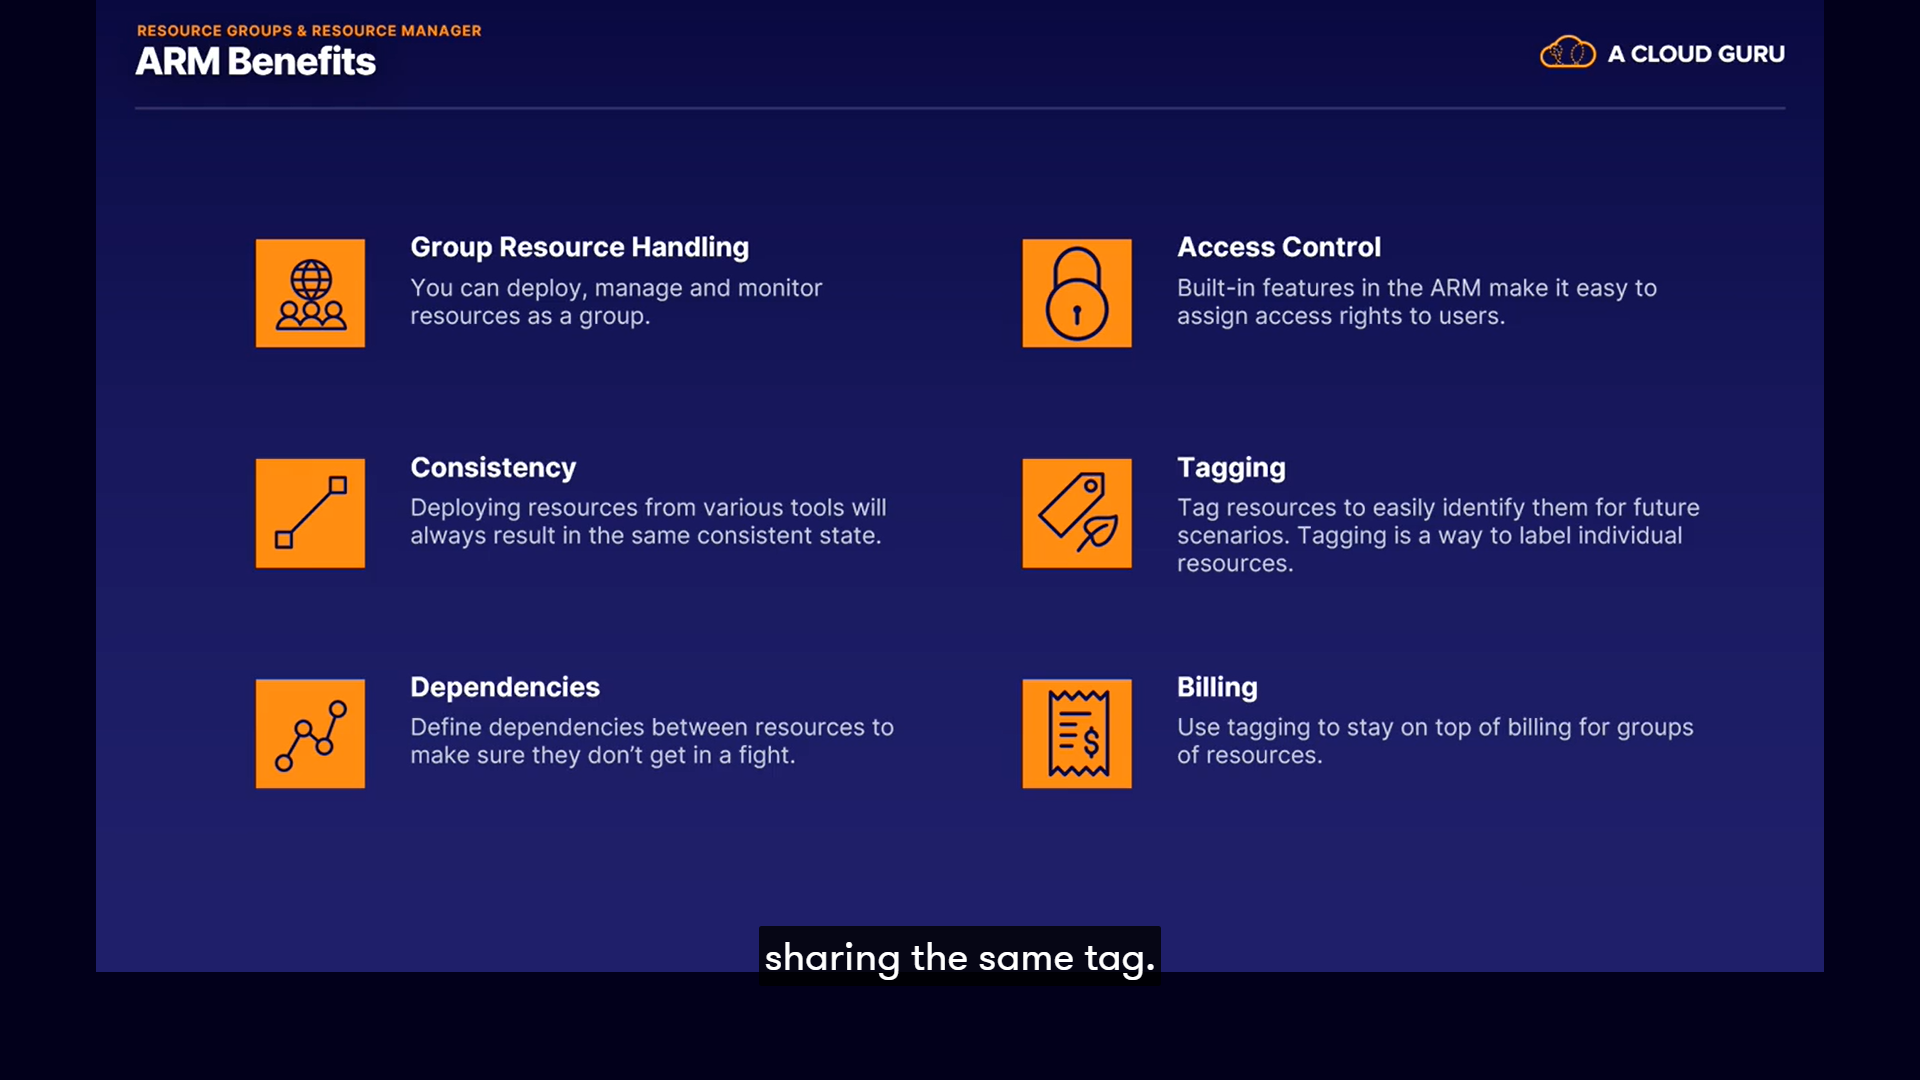 RESOURCE GROUPS & RESOURCE MANAGER
ARM Benefits
A CLOUD GURU
Group Resource Handling
You can deploy, manage and monitor
resources as a group.
Access Control
Built-in features in the ARM make it easy to
assign access rights to users.
Consistency
Deploying resources from various tools will
always result in the same consistent state.
Tagging
Tag resources to easily identify them for future
scenarios. Tagging is a way to label individual
resources.
Dependencies
Define dependencies between resources to
make sure they don’t get in a fight.
Billing
Use tagging to stay on top of billing for groups
of resources.
sharing the same tag.